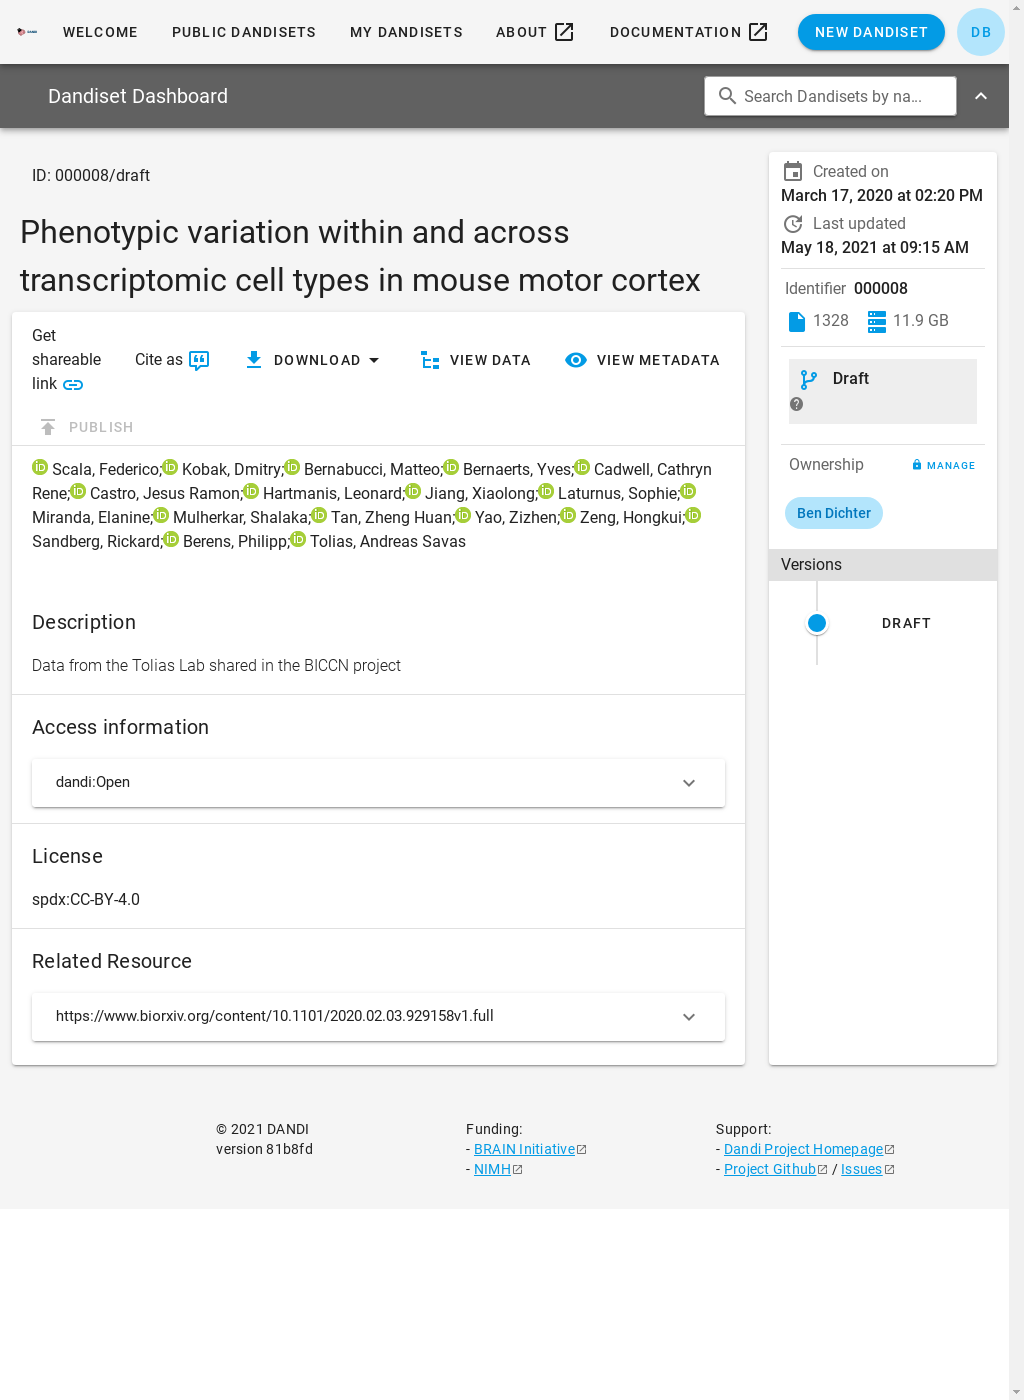 WELCOME PUBLIC DANDISETS MY DANDISETS ABOUT DOCUMENTATION NEW DANDISET DB
Dandiset Dashboard
Search Dandisets by na...
ID: 000008/draft
Phenotypic variation within and across
transcriptomic cell types in mouse motor cortex
Get
shareable
link
Cite as
DOWNLOAD
VIEW DATA
VIEW METADATA
PUBLISH
Scala, Federico; Kobak, Dmitry; Bernabucci, Matteo; Bernaerts, Yves; Cadwell, Cathryn
Rene; Castro, Jesus Ramon; Hartmanis, Leonard; Jiang, Xiaolong; Laturnus, Sophie;
Miranda, Elanine; Mulherkar, Shalaka; Tan, Zheng Huan; Yao, Zizhen; Zeng, Hongkui;
Sandberg, Rickard; Berens, Philipp; Tolias, Andreas Savas
Description
Data from the Tolias Lab shared in the BICCN project
Access information
dandi:Open
License
spdx:CC-BY-4.0
Related Resource
https://www.biorxiv.org/content/10.1101/2020.02.03.929158v1.full
Created on
March 17, 2020 at 02:20 PM
Last updated
May 18, 2021 at 09:15 AM
Identifier 000008
1328 11.9 GB
Draft
Ownership MANAGE
Ben Dichter
Versions
DRAFT
© 2021 DANDI
version 81b8fd
Funding:
- BRAIN Initiative
- NIMH
Support:
- Dandi Project Homepage
- Project Github / Issues